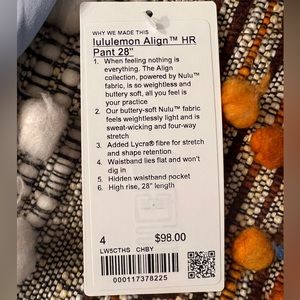 WHY WE MADE THIS
lululemon Align™ HR
Pant 28"
1. When feeling nothing is
everything. The Align
collection, powered by Nulu™
fabric, is so weightless and
buttery soft, all you feel is
your practice
2. Our buttery-soft Nulu™ fabric
feels weightlessly light and is
sweat-wicking and four-way
stretch
3. Added Lycra® fibre for stretch
and shape retention
4. Waistband lies flat and won't
dig in
5. Hidden waistband pocket
6. High rise, 28" length
4 $98.00
LW5CTHS CHBY
000117378225